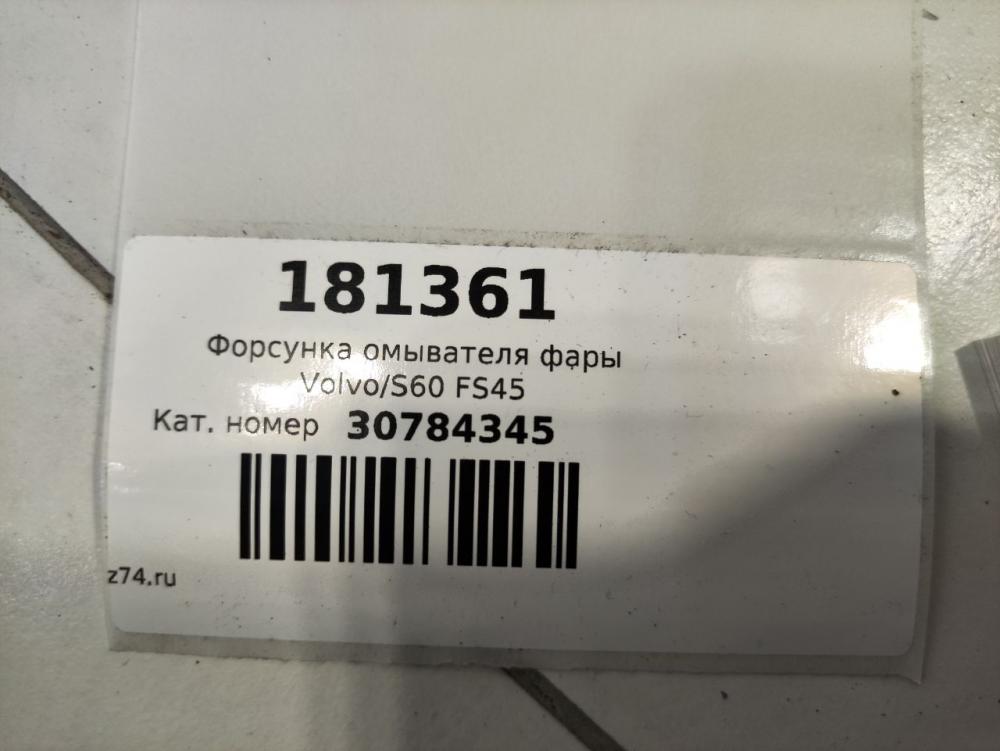 181361
Форсунка омывателя фары
Volvo/S60 FS45
Кат. номер 30784345
z74.ru